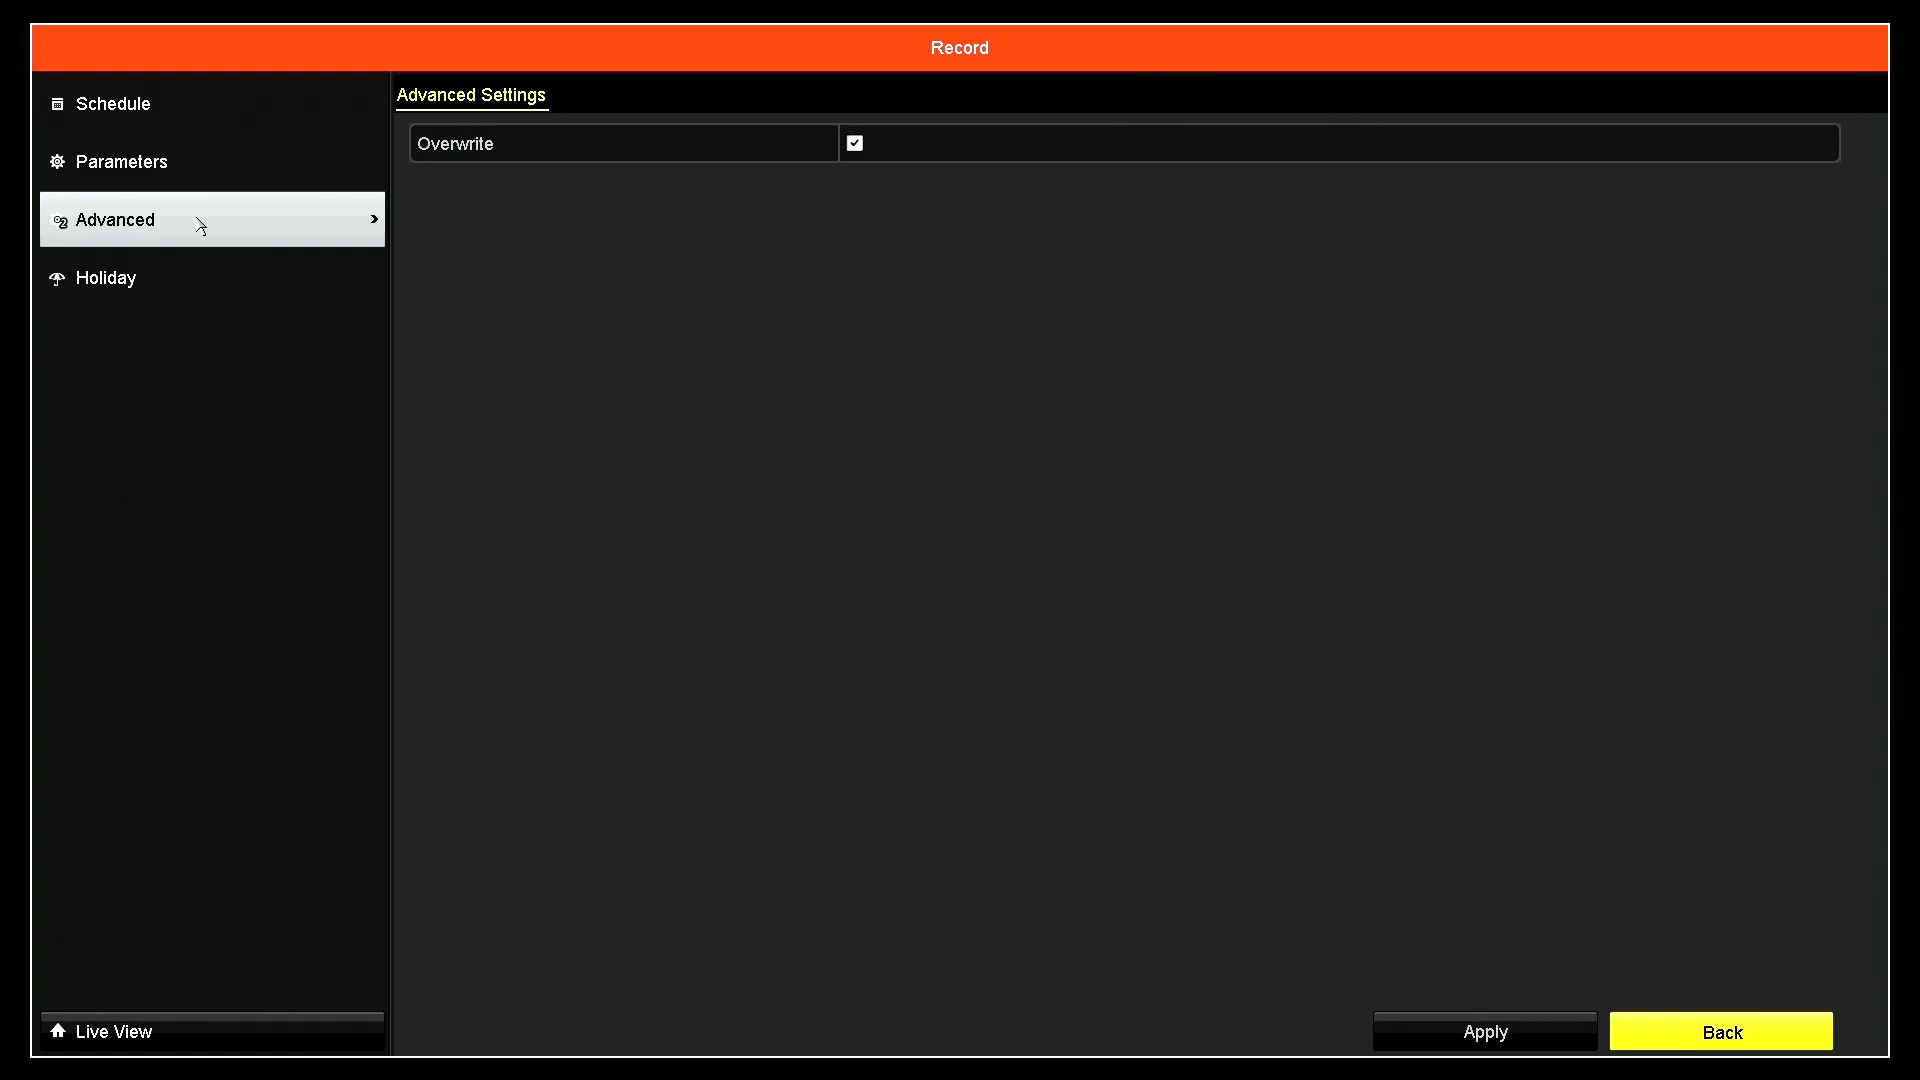 Record
Schedule
Parameters
Advanced
Holiday
Live View
Advanced Settings
Overwrite
Apply
Back